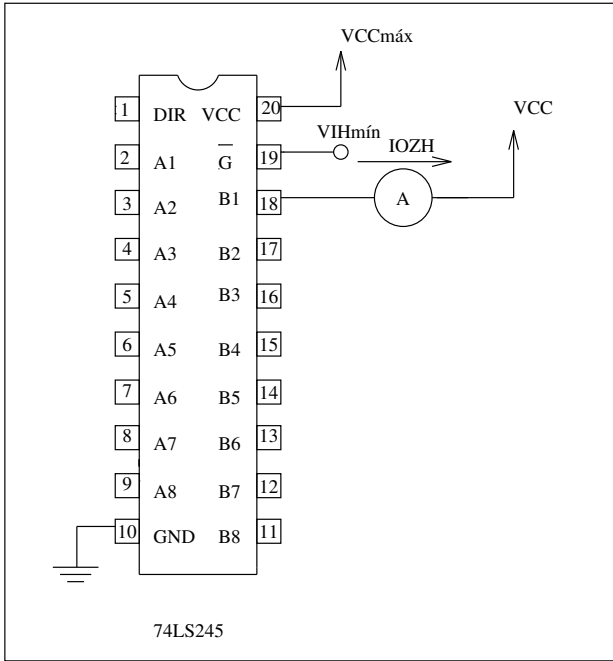 VCCmáx
VCC
VIHmín
IOZH
A
1 DIR VCC 20
2 A1 G 19
3 A2 B1 18
4 A3 B2 17
5 A4 B3 16
6 A5 B4 15
7 A6 B5 14
8 A7 B6 13
9 A8 B7 12
10 GND B8 11
74LS245